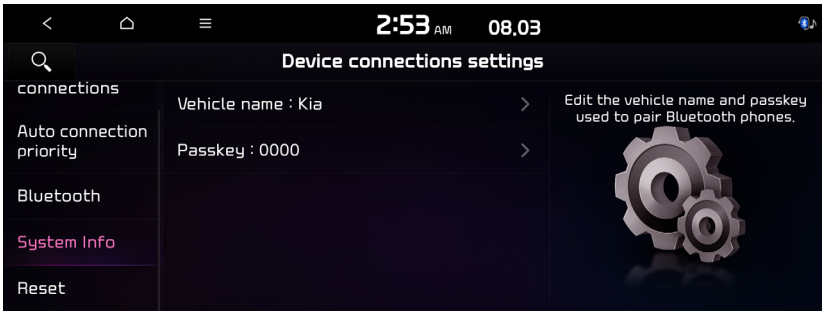 2:53 AM 08.03
Device connections settings
connections
Auto connection
priority
Bluetooth
System Info
Reset
Vehicle name : Kia
Passkey : 0000
Edit the vehicle name and passkey
used to pair Bluetooth phones.